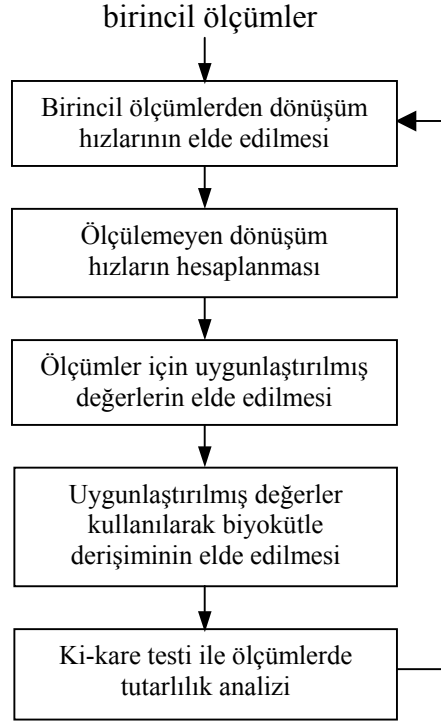 birincil ölçümler
Birincil ölçümlerden dönüşüm
hızlarının elde edilmesi
Ölçülemeyen dönüşüm
hızların hesaplanması
Ölçümler için uygunlaştırılmış
değerlerin elde edilmesi
Uygunlaştırılmış değerler
kullanılarak biyokütle
derişiminin elde edilmesi
Ki-kare testi ile ölçümlerde
tutarlılık analizi